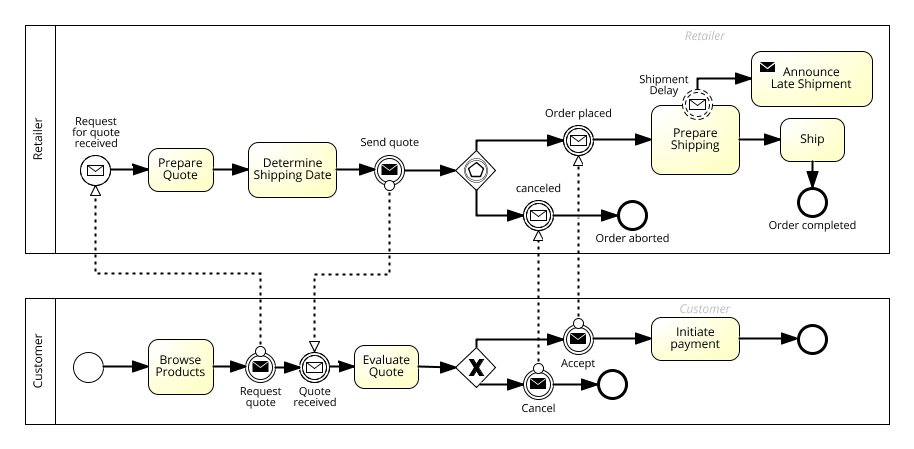 Retailer
Retailer
Request
for quote
received
Prepare
Quote
Determine
Shipping Date
Send quote
Order placed
canceled
Order aborted
Shipment
Delay
Prepare
Shipping
Announce
Late Shipment
Ship
Order completed
Customer
Customer
Browse
Products
Request
quote
Quote
received
Evaluate
Quote
Accept
Cancel
Initiate
payment